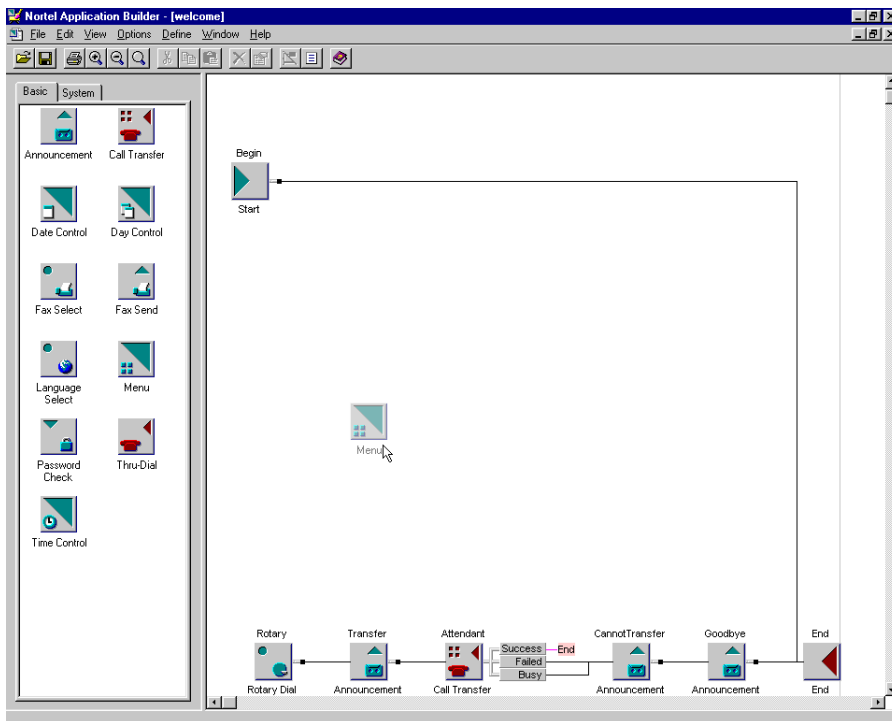 Nortel Application Builder - [welcome]
File Edit View Options Define Window Help
Basic System
Announcement Call Transfer
Date Control Day Control
Fax Select Fax Send
Language Select Menu
Password Check Thru-Dial
Time Control
Begin
Start
Menu
Rotary Transfer Attendant CannotTransfer Goodbye End
Success End
Failed
Busy
Rotary Dial Announcement Call Transfer Announcement Announcement End